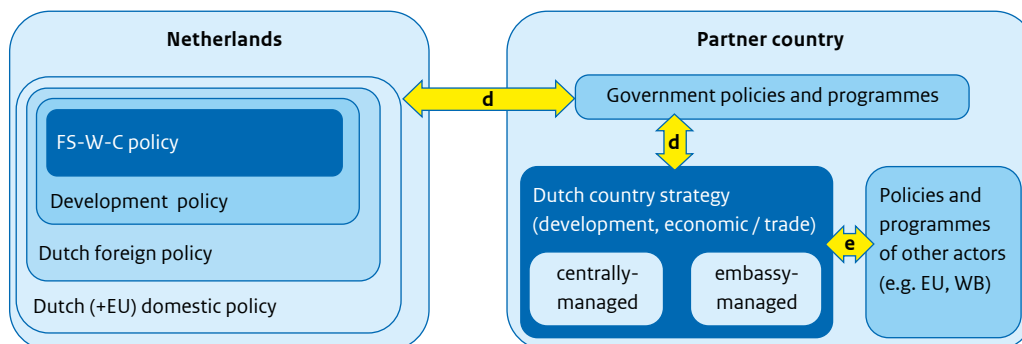 Netherlands
FS-W-C policy
Development policy
Dutch foreign policy
Dutch (+EU) domestic policy
d
Partner country
Government policies and programmes
d
Dutch country strategy
(development, economic / trade)
centrally-
managed
embassy-
managed
e
Policies and
programmes
of other actors
(e.g. EU, WB)